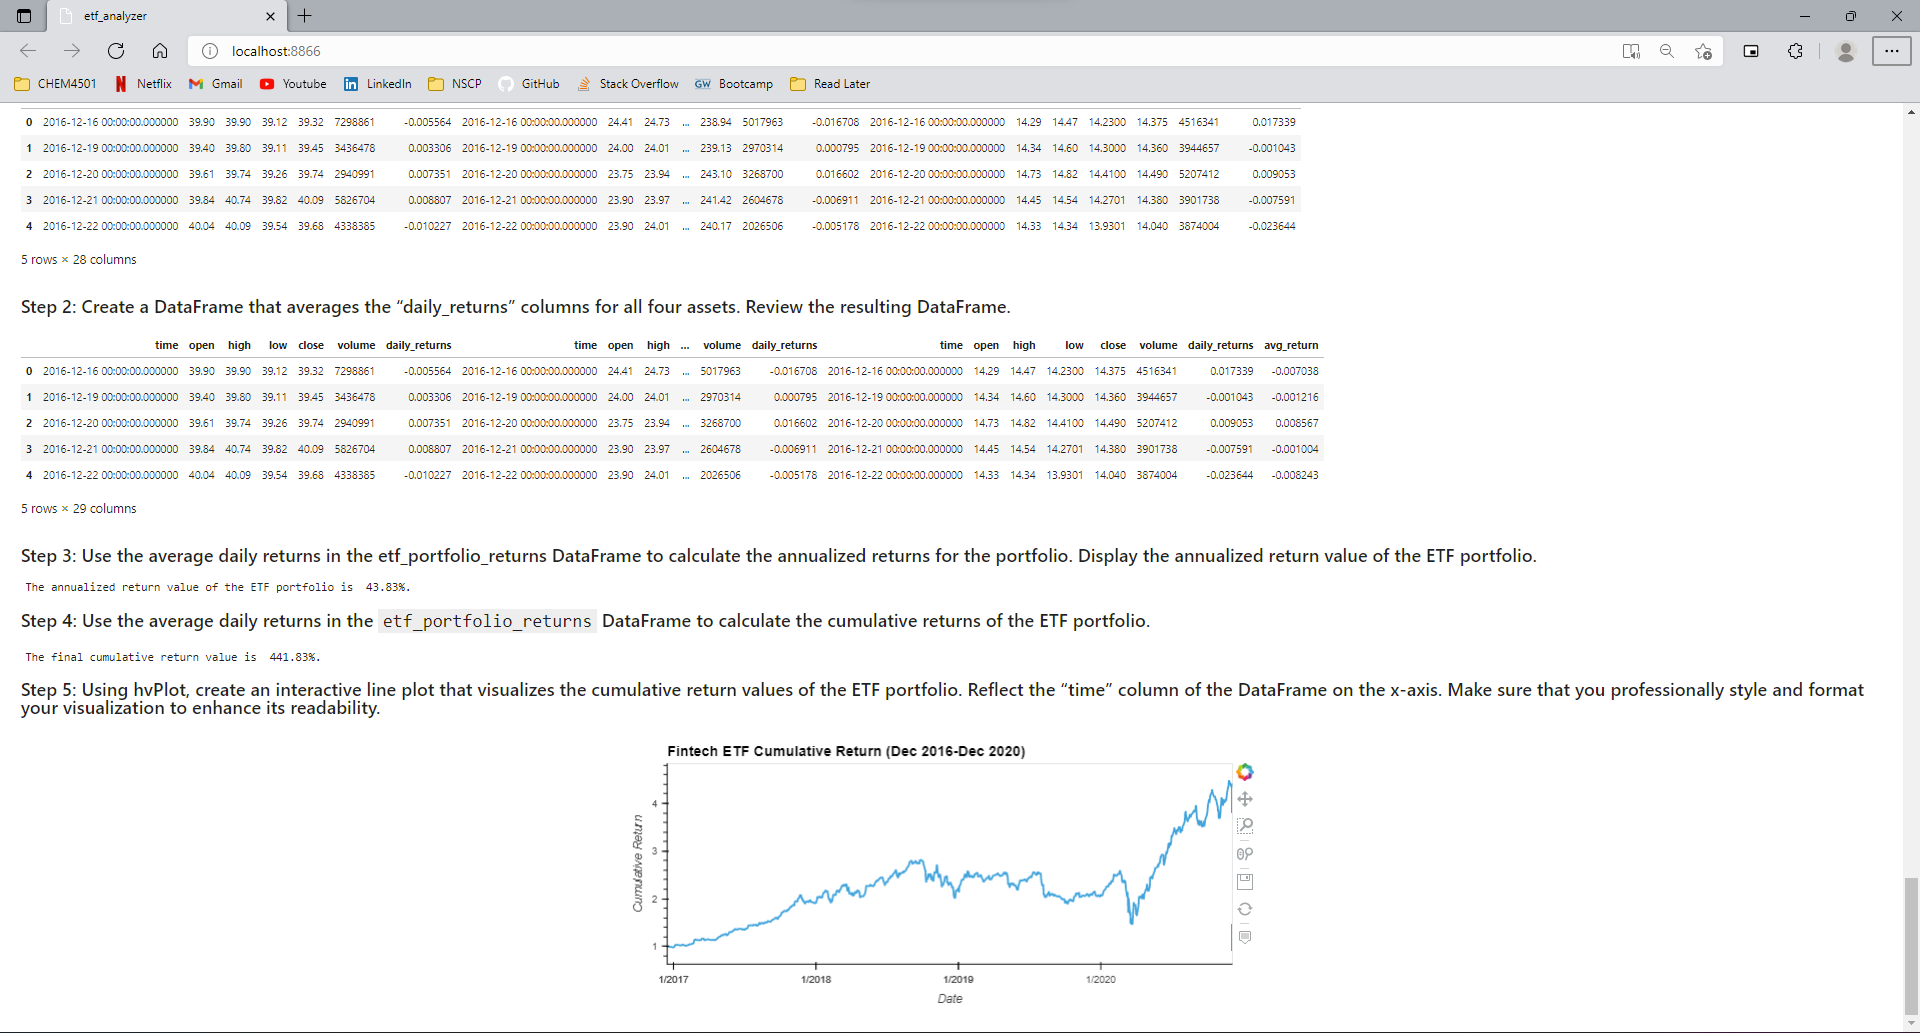 etf_analyzer
localhost:8866
CHEM4501 Netflix Gmail Youtube LinkedIn NSCP GitHub Stack Overflow GW Bootcamp Read Later
0 2016-12-16 00:00:00.000000 39.90 39.90 39.12 39.32 7298861 -0.005564 2016-12-16 00:00:00.000000 24.41 24.73 ... 238.94 5017963 -0.016708 2016-12-16 00:00:00.000000 14.29 14.47 14.2300 14.375 4516341 0.017339
1 2016-12-19 00:00:00.000000 39.40 39.80 39.11 39.45 3436478 0.003306 2016-12-19 00:00:00.000000 24.00 24.01 ... 239.13 2970314 0.000795 2016-12-19 00:00:00.000000 14.34 14.60 14.3000 14.360 3944657 -0.001043
2 2016-12-20 00:00:00.000000 39.61 39.74 39.26 39.74 2940991 0.007351 2016-12-20 00:00:00.000000 23.75 23.94 ... 243.10 3268700 0.016602 2016-12-20 00:00:00.000000 14.73 14.82 14.4100 14.490 5207412 0.009053
3 2016-12-21 00:00:00.000000 39.84 40.74 39.82 40.09 5826704 0.008807 2016-12-21 00:00:00.000000 23.90 23.97 ... 241.42 2604678 -0.006911 2016-12-21 00:00:00.000000 14.45 14.54 14.2701 14.380 3901738 -0.007591
4 2016-12-22 00:00:00.000000 40.04 40.09 39.54 39.68 4338385 -0.010227 2016-12-22 00:00:00.000000 23.90 24.01 ... 240.17 2026506 -0.005178 2016-12-22 00:00:00.000000 14.33 14.34 13.9301 14.040 3874004 -0.023644
5 rows × 28 columns
Step 2: Create a DataFrame that averages the “daily_returns” columns for all four assets. Review the resulting DataFrame.
time open high low close volume daily_returns time open high ... volume daily_returns time open high low close volume daily_returns avg_return
0 2016-12-16 00:00:00.000000 39.90 39.90 39.12 39.32 7298861 -0.005564 2016-12-16 00:00:00.000000 24.41 24.73 ... 5017963 -0.016708 2016-12-16 00:00:00.000000 14.29 14.47 14.2300 14.375 4516341 0.017339 -0.007038
1 2016-12-19 00:00:00.000000 39.40 39.80 39.11 39.45 3436478 0.003306 2016-12-19 00:00:00.000000 24.00 24.01 ... 2970314 0.000795 2016-12-19 00:00:00.000000 14.34 14.60 14.3000 14.360 3944657 -0.001043 -0.001216
2 2016-12-20 00:00:00.000000 39.61 39.74 39.26 39.74 2940991 0.007351 2016-12-20 00:00:00.000000 23.75 23.94 ... 3268700 0.016602 2016-12-20 00:00:00.000000 14.73 14.82 14.4100 14.490 5207412 0.009053 0.008567
3 2016-12-21 00:00:00.000000 39.84 40.74 39.82 40.09 5826704 0.008807 2016-12-21 00:00:00.000000 23.90 23.97 ... 2604678 -0.006911 2016-12-21 00:00:00.000000 14.45 14.54 14.2701 14.380 3901738 -0.007591 -0.001004
4 2016-12-22 00:00:00.000000 40.04 40.09 39.54 39.68 4338385 -0.010227 2016-12-22 00:00:00.000000 23.90 24.01 ... 2026506 -0.005178 2016-12-22 00:00:00.000000 14.33 14.34 13.9301 14.040 3874004 -0.023644 -0.008243
5 rows × 29 columns
Step 3: Use the average daily returns in the etf_portfolio_returns DataFrame to calculate the annualized returns for the portfolio. Display the annualized return value of the ETF portfolio.
The annualized return value of the ETF portfolio is 43.83%.
Step 4: Use the average daily returns in the etf_portfolio_returns DataFrame to calculate the cumulative returns of the ETF portfolio.
The final cumulative return value is 441.83%.
Step 5: Using hvPlot, create an interactive line plot that visualizes the cumulative return values of the ETF portfolio. Reflect the “time” column of the DataFrame on the x-axis. Make sure that you professionally style and format
your visualization to enhance its readability.
Fintech ETF Cumulative Return (Dec 2016-Dec 2020)
Cumulative Return
4
3
2
1
1/2017 1/2018 1/2019 1/2020
Date